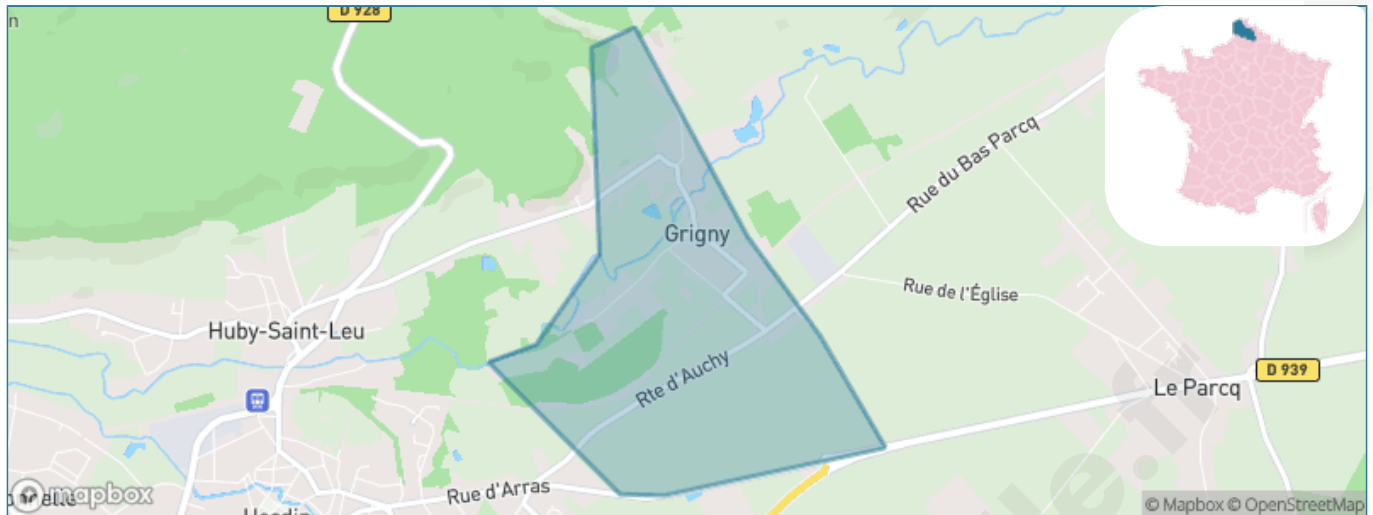 n
D 928
Rue du Bas Parcq
Grigny
Rue de l'Église
Huby-Saint-Leu
Rte d'Auchy
D 939
Le Parcq
Rue d'Arras
mapbox
© Mapbox © OpenStreetMap